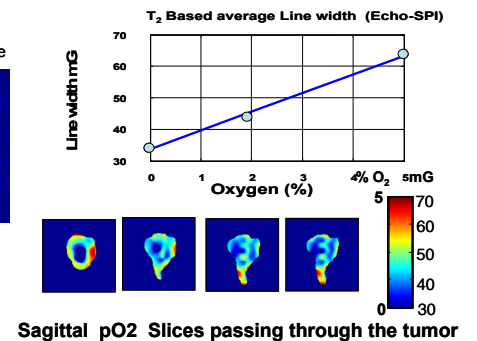 T2 Based average Line width (Echo-SPI)
e
Line width mG
70
60
50
40
30
0 1 2 3 4 5
Oxygen (%)
% O2 mG
5 70
60
50
40
0 30
Sagittal pO2 Slices passing through the tumor